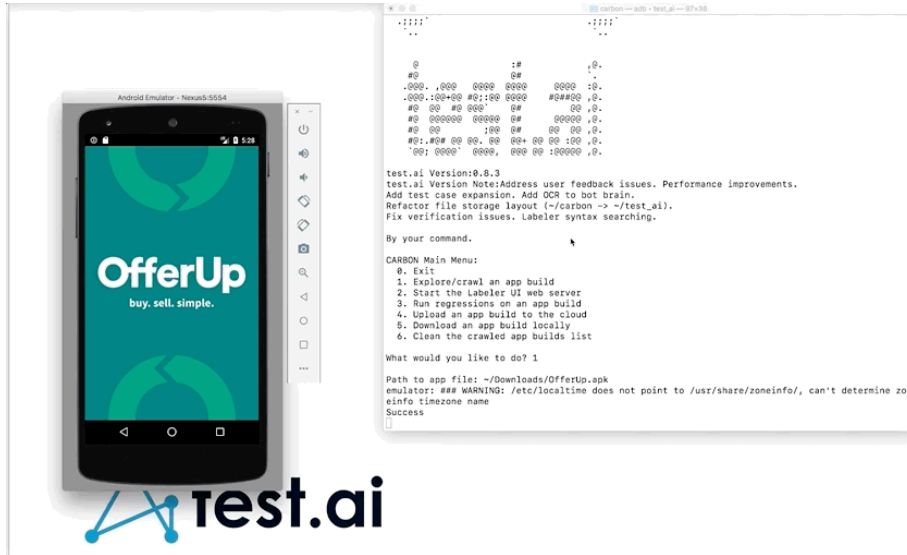 Android Emulator - Nexus5:5554
5:28
OfferUp
buy. sell. simple.
Test.ai
carbon — adb - test_ai — 97×38
test.ai Version:0.8.3
test.ai Version Note:Address user feedback issues. Performance improvements.
Add test case expansion. Add OCR to bot brain.
Refactor file storage layout (~/carbon -> ~/test_ai).
Fix verification issues. Labeler syntax searching.
By your command.
CARBON Main Menu:
0. Exit
1. Explore/crawl an app build
2. Start the Labeler UI web server
3. Run regressions on an app build
4. Upload an app build to the cloud
5. Download an app build locally
6. Clean the crawled app builds list
What would you like to do? 1
Path to app file: ~/Downloads/OfferUp.apk
emulator: ### WARNING: /etc/localtime does not point to /usr/share/zoneinfo/, can't determine zo
einfo timezone name
Success